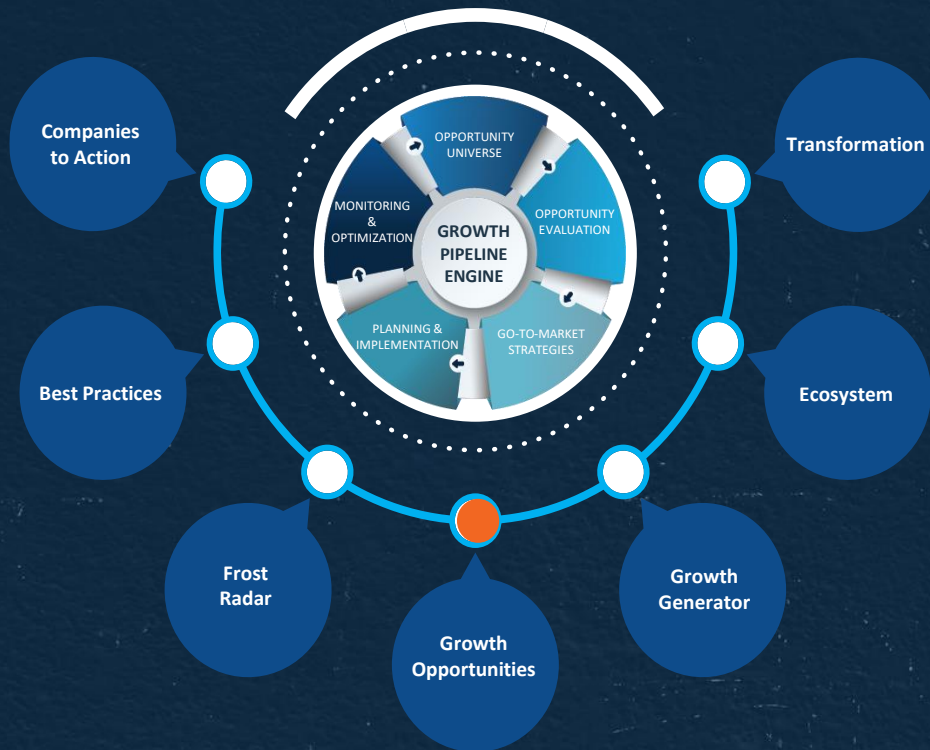 OPPORTUNITY
UNIVERSE
OPPORTUNITY
EVALUATION
GO-TO-MARKET
STRATEGIES
PLANNING &
IMPLEMENTATION
MONITORING
&
OPTIMIZATION
GROWTH
PIPELINE
ENGINE
Companies
to Action
Best Practices
Frost
Radar
Growth
Opportunities
Growth
Generator
Ecosystem
Transformation